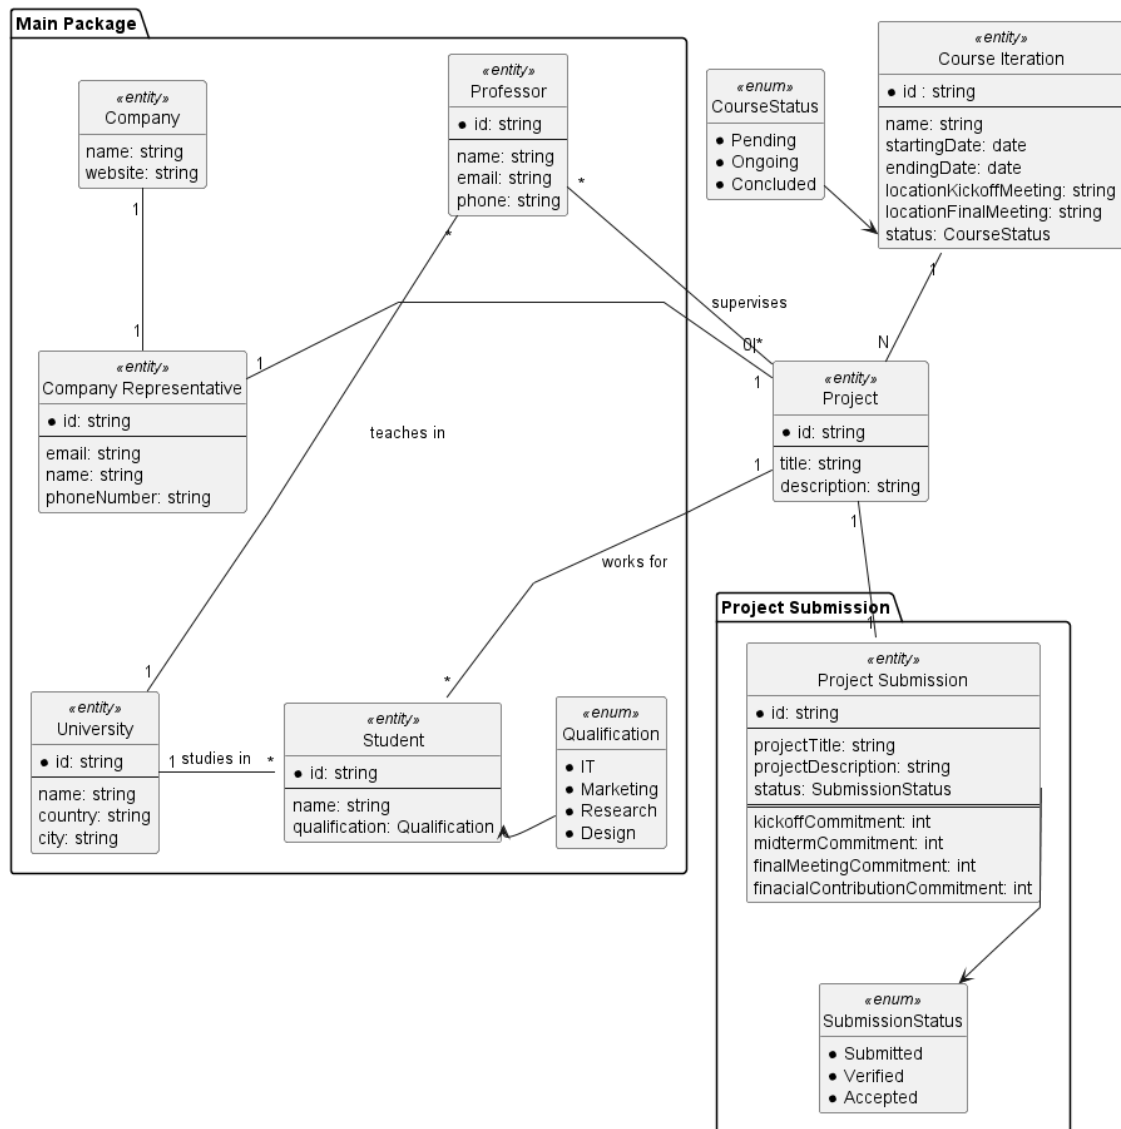 Main Package
«entity»
Company
name: string
website: string
1
1
«entity»
Company Representative
id: string
email: string
name: string
phoneNumber: string
1
«entity»
Professor
id: string
name: string
email: string
phone: string
*
*
supervises
0|*
1
teaches in
1
«entity»
University
id: string
name: string
country: string
city: string
1
studies in
*
«entity»
Student
id: string
name: string
qualification: Qualification
*
works for
1
«enum»
Qualification
IT
Marketing
Research
Design
«enum»
CourseStatus
Pending
Ongoing
Concluded
«entity»
Course Iteration
id : string
name: string
startingDate: date
endingDate: date
locationKickoffMeeting: string
locationFinalMeeting: string
status: CourseStatus
1
N
«entity»
Project
id: string
title: string
description: string
1
1
Project Submission
«entity»
Project Submission
id: string
projectTitle: string
projectDescription: string
status: SubmissionStatus
kickoffCommitment: int
midtermCommitment: int
finalMeetingCommitment: int
finacialContributionCommitment: int
«enum»
SubmissionStatus
Submitted
Verified
Accepted